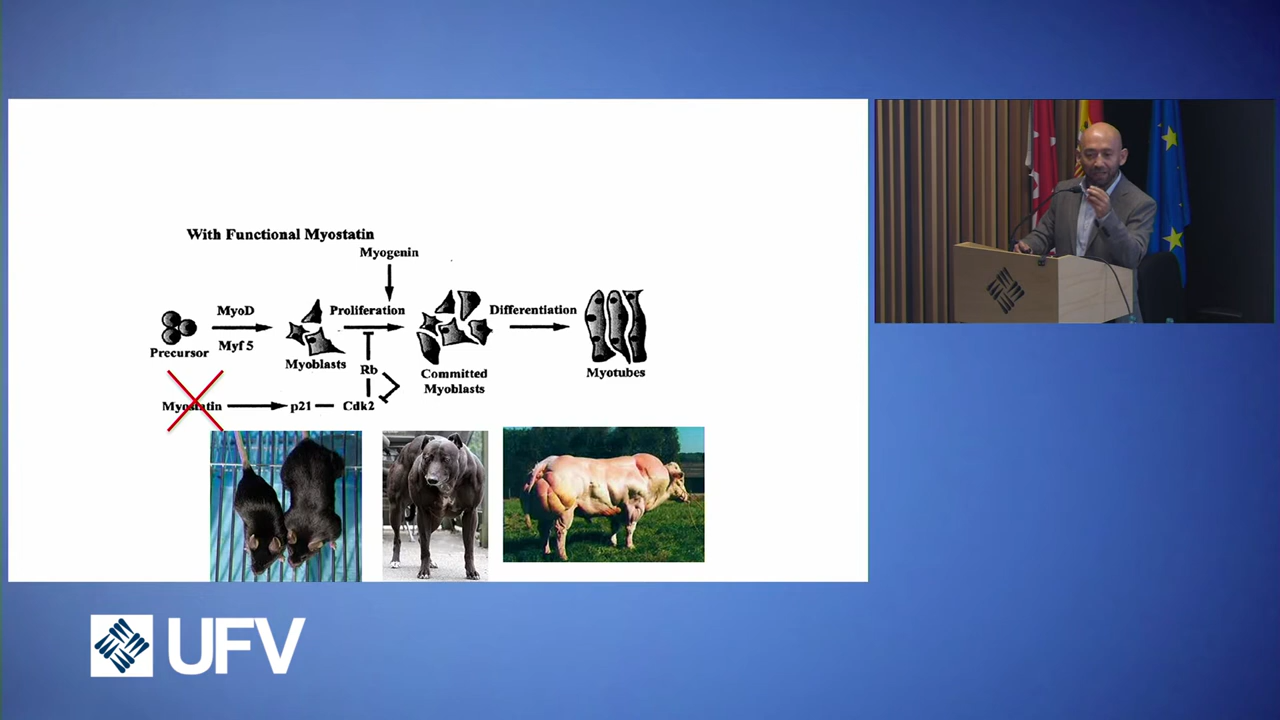 With Functional Myostatin
Myogenin
MyoD
Proliferation
Differentiation
Myf 5
Precursor
Myoblasts
Rb
Committed
Myoblasts
Myotubes
Myostatin
p21
Cdk2
UFV